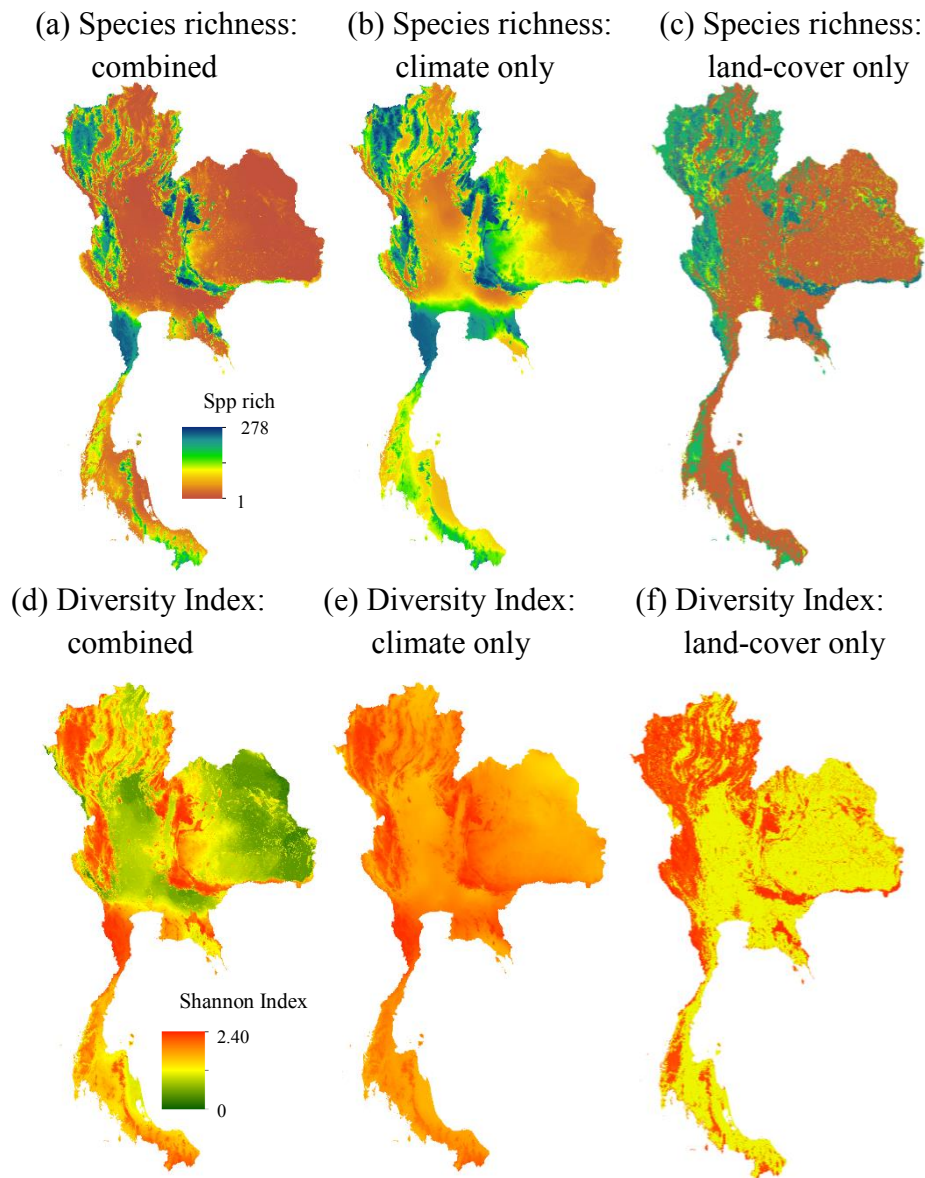 (a) Species richness:
combined
(b) Species richness:
climate only
(c) Species richness:
land-cover only
Spp rich
278
1
(d) Diversity Index:
combined
(e) Diversity Index:
climate only
(f) Diversity Index:
land-cover only
Shannon Index
2.40
0